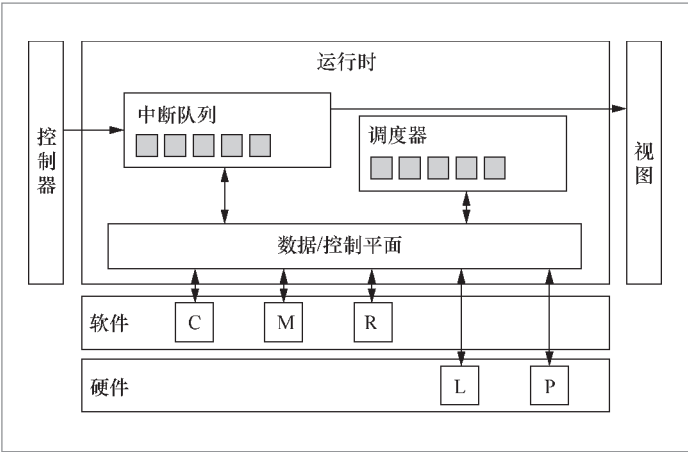 运行时
中断队列
调度器
控制器
视图
数据/控制平面
软件 C M R
硬件 L P